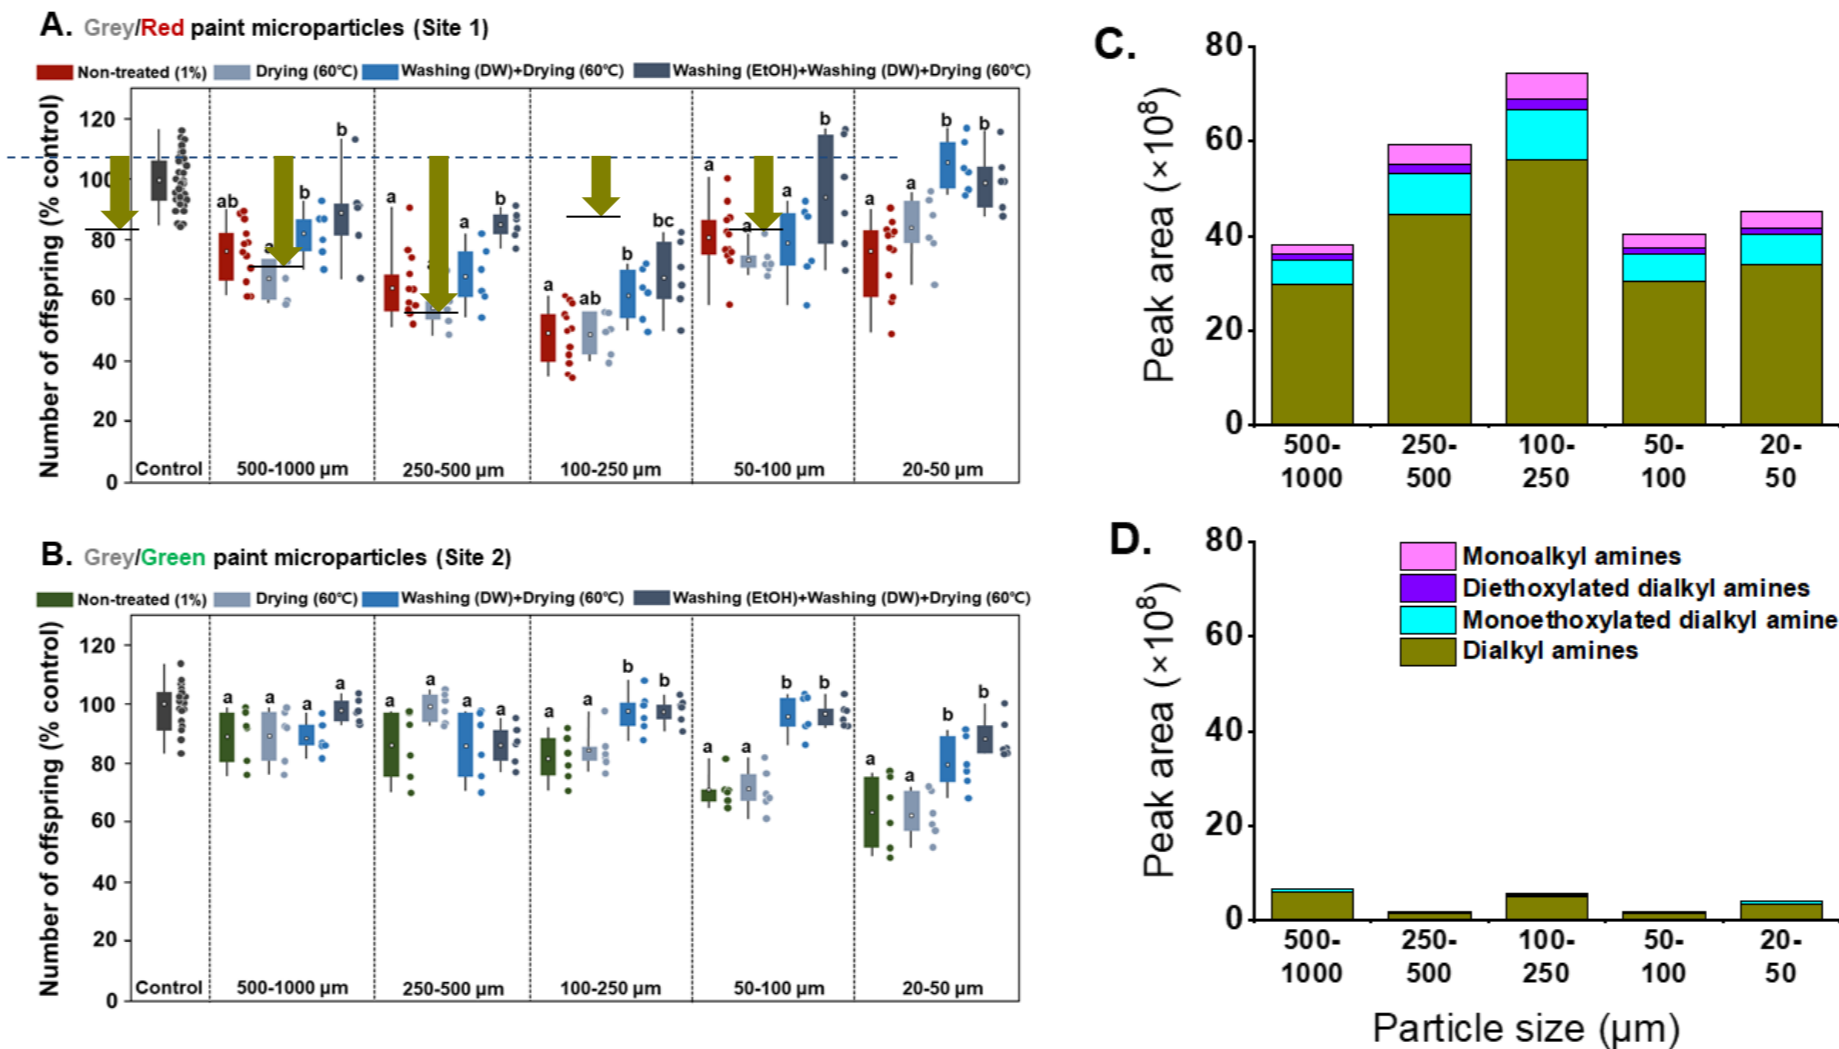 A. Grey/Red paint microparticles (Site 1)
Non-treated (1%) Drying (60℃) Washing (DW)+Drying (60℃) Washing (EtOH)+Washing (DW)+Drying (60℃)
Number of offspring (% control)
120
100
80
60
40
20
0
ab a b b
a a b
a ab b bc
a a a b
a a b b
Control 500-1000 µm 250-500 µm 100-250 µm 50-100 µm 20-50 µm
B. Grey/Green paint microparticles (Site 2)
Non-treated (1%) Drying (60℃) Washing (DW)+Drying (60℃) Washing (EtOH)+Washing (DW)+Drying (60℃)
Number of offspring (% control)
120
100
80
60
40
20
0
a a a a
a a a a
a a b b
a a b b
a a b b
Control 500-1000 µm 250-500 µm 100-250 µm 50-100 µm 20-50 µm
C.
Peak area (×10⁸)
80
60
40
20
0
500-1000 250-500 100-250 50-100 20-50
D.
Peak area (×10⁸)
80
60
40
20
0
Monoalkyl amines
Diethoxylated dialkyl amines
Monoethoxylated dialkyl amine
Dialkyl amines
500-1000 250-500 100-250 50-100 20-50
Particle size (µm)